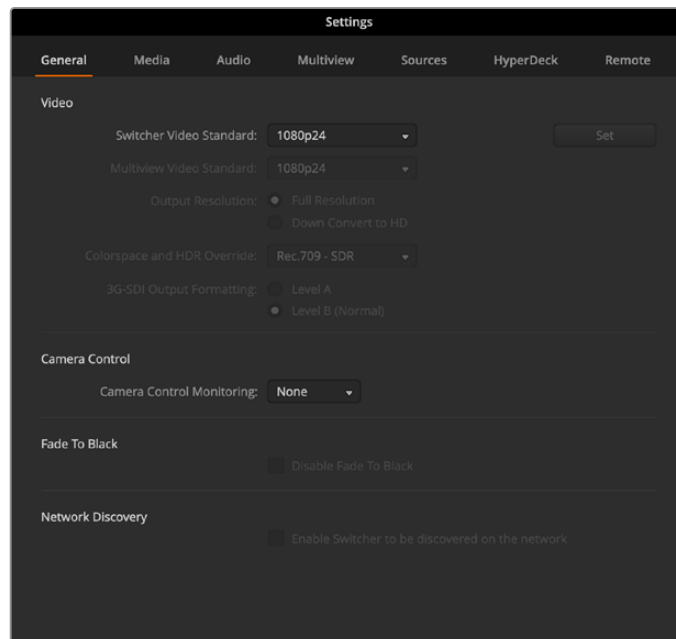 Settings
General Media Audio Multiview Sources HyperDeck Remote
Video
Switcher Video Standard: 1080p24 Set
Multiview Video Standard: 1080p24
Output Resolution: Full Resolution
Down Convert to HD
Colorspace and HDR Override: Rec.709 - SDR
3G-SDI Output Formatting: Level A
Level B (Normal)
Camera Control
Camera Control Monitoring: None
Fade To Black
Disable Fade To Black
Network Discovery
Enable Switcher to be discovered on the network